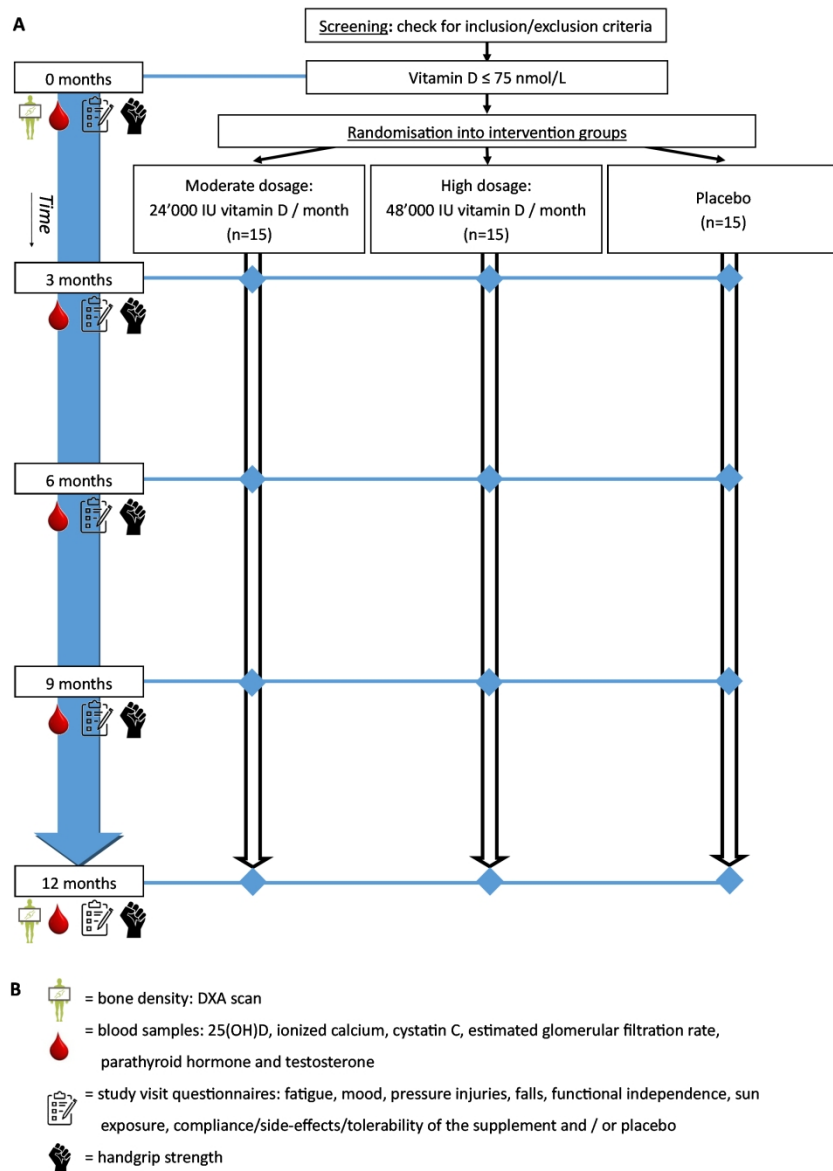 A
Screening: check for inclusion/exclusion criteria
0 months
Vitamin D ≤ 75 nmol/L
Randomisation into intervention groups
Moderate dosage:
24’000 IU vitamin D / month
(n=15)
High dosage:
48’000 IU vitamin D / month
(n=15)
Placebo
(n=15)
Time
3 months
6 months
9 months
12 months
B
= bone density: DXA scan
= blood samples: 25(OH)D, ionized calcium, cystatin C, estimated glomerular filtration rate,
parathyroid hormone and testosterone
= study visit questionnaires: fatigue, mood, pressure injuries, falls, functional independence, sun
exposure, compliance/side-effects/tolerability of the supplement and / or placebo
= handgrip strength